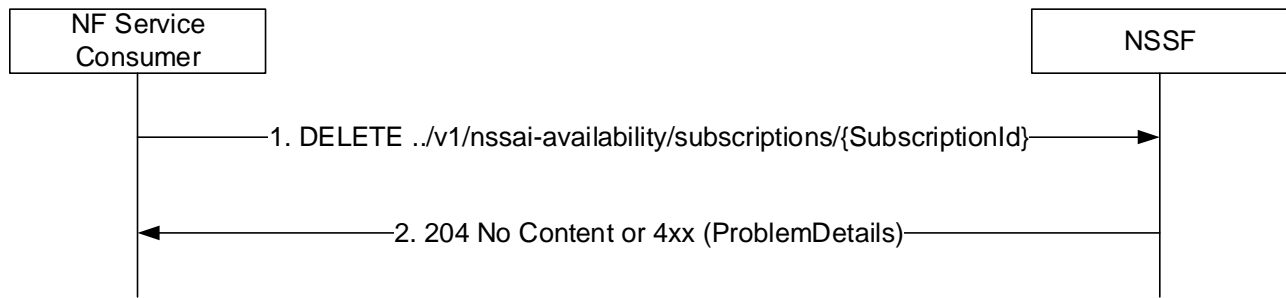 NF Service
Consumer
NSSF
1. DELETE ../v1/nssai-availability/subscriptions/{SubscriptionId}
2. 204 No Content or 4xx (ProblemDetails)